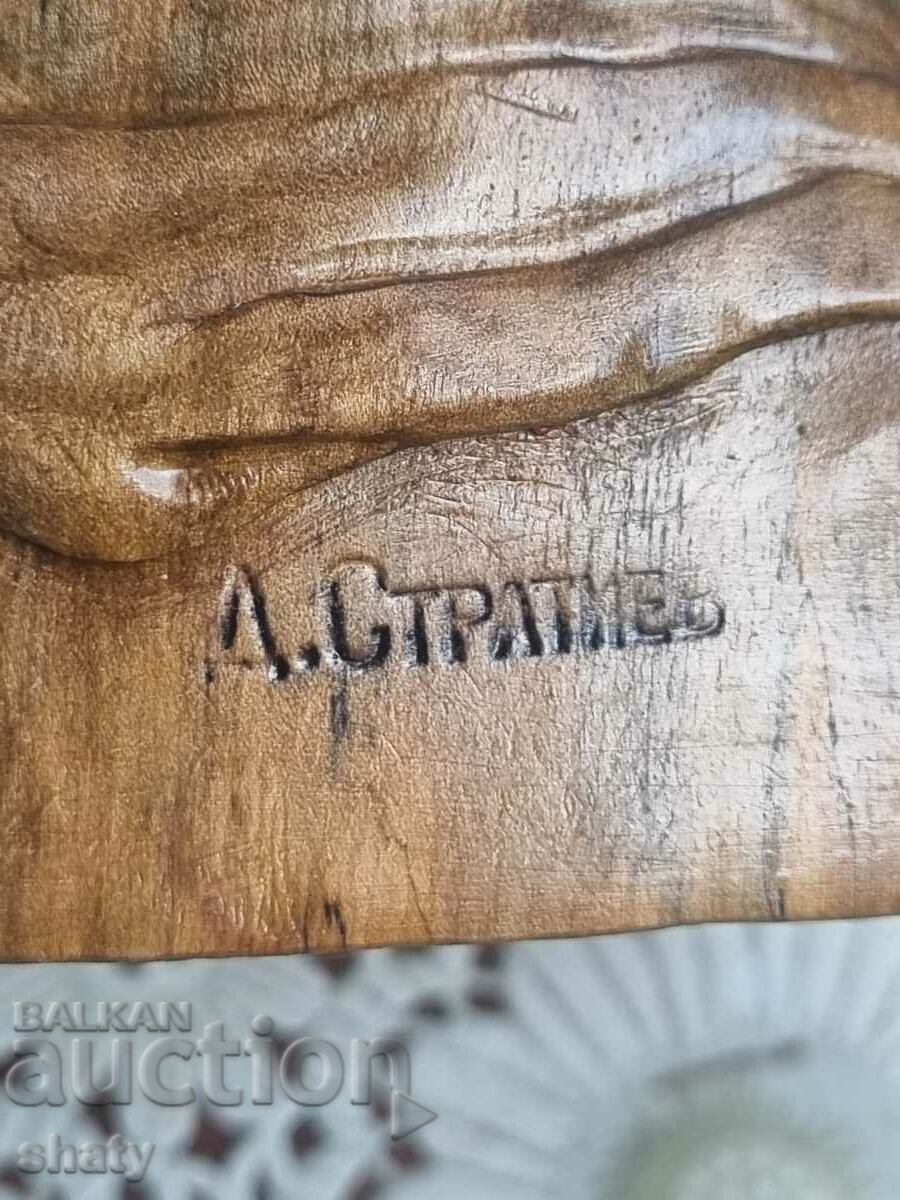 А.Стратиев
BALKAN
auction
shaty